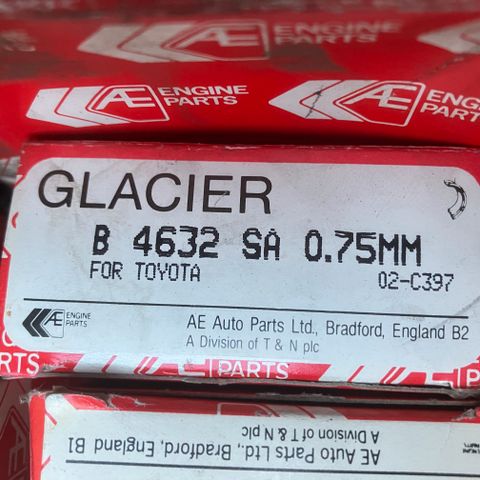 AE ENGINE
PARTS
AE ENGINE
PARTS
GLACIER
B 4632 SA 0.75MM
FOR TOYOTA
02-C397
AE ENGINE
PARTS
AE Auto Parts Ltd., Bradford, England B2
A Division of T & N plc
RTS
PARTS
PARTS
AE Auto Parts Ltd., Bradford, England B1
A Division of T & N plc